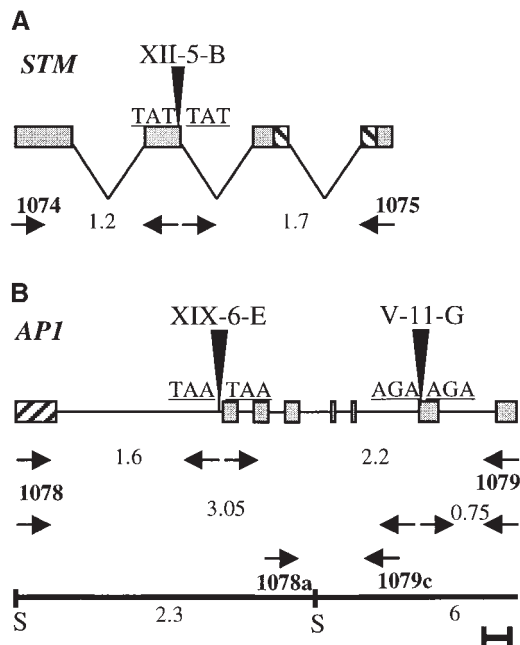 A
STM
XII-5-B
TAT TAT
1074
1.2
1.7
1075
B
AP1
XIX-6-E
V-11-G
TAA TAA
AGA AGA
1.6
2.2
1078
1079
3.05
0.75
1078a
1079c
S
2.3
S
6